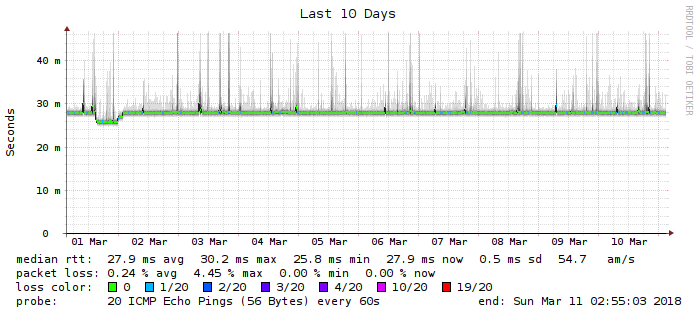 Last 10 Days
RRDTOOL / TOBI OETIKER
Seconds
40 m
30 m
20 m
10 m
0
01 Mar 02 Mar 03 Mar 04 Mar 05 Mar 06 Mar 07 Mar 08 Mar 09 Mar 10 Mar
median rtt: 27.9 ms avg 30.2 ms max 25.8 ms min 27.9 ms now 0.5 ms sd 54.7 am/s
packet loss: 0.24 % avg 4.45 % max 0.00 % min 0.00 % now
loss color: 0 1/20 2/20 3/20 4/20 10/20 19/20
probe: 20 ICMP Echo Pings (56 Bytes) every 60s end: Sun Mar 11 02:55:03 2018